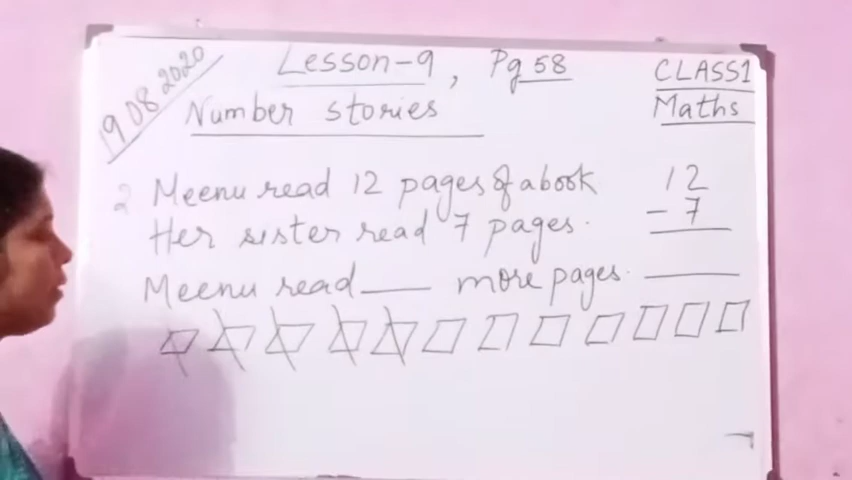 19 08 2020
Lesson-9, Pg 58
CLASS1
Number stories
Maths
2 Meenu read 12 pages of a book
12
Her sister read 7 pages.
- 7
Meenu read ____ more pages.